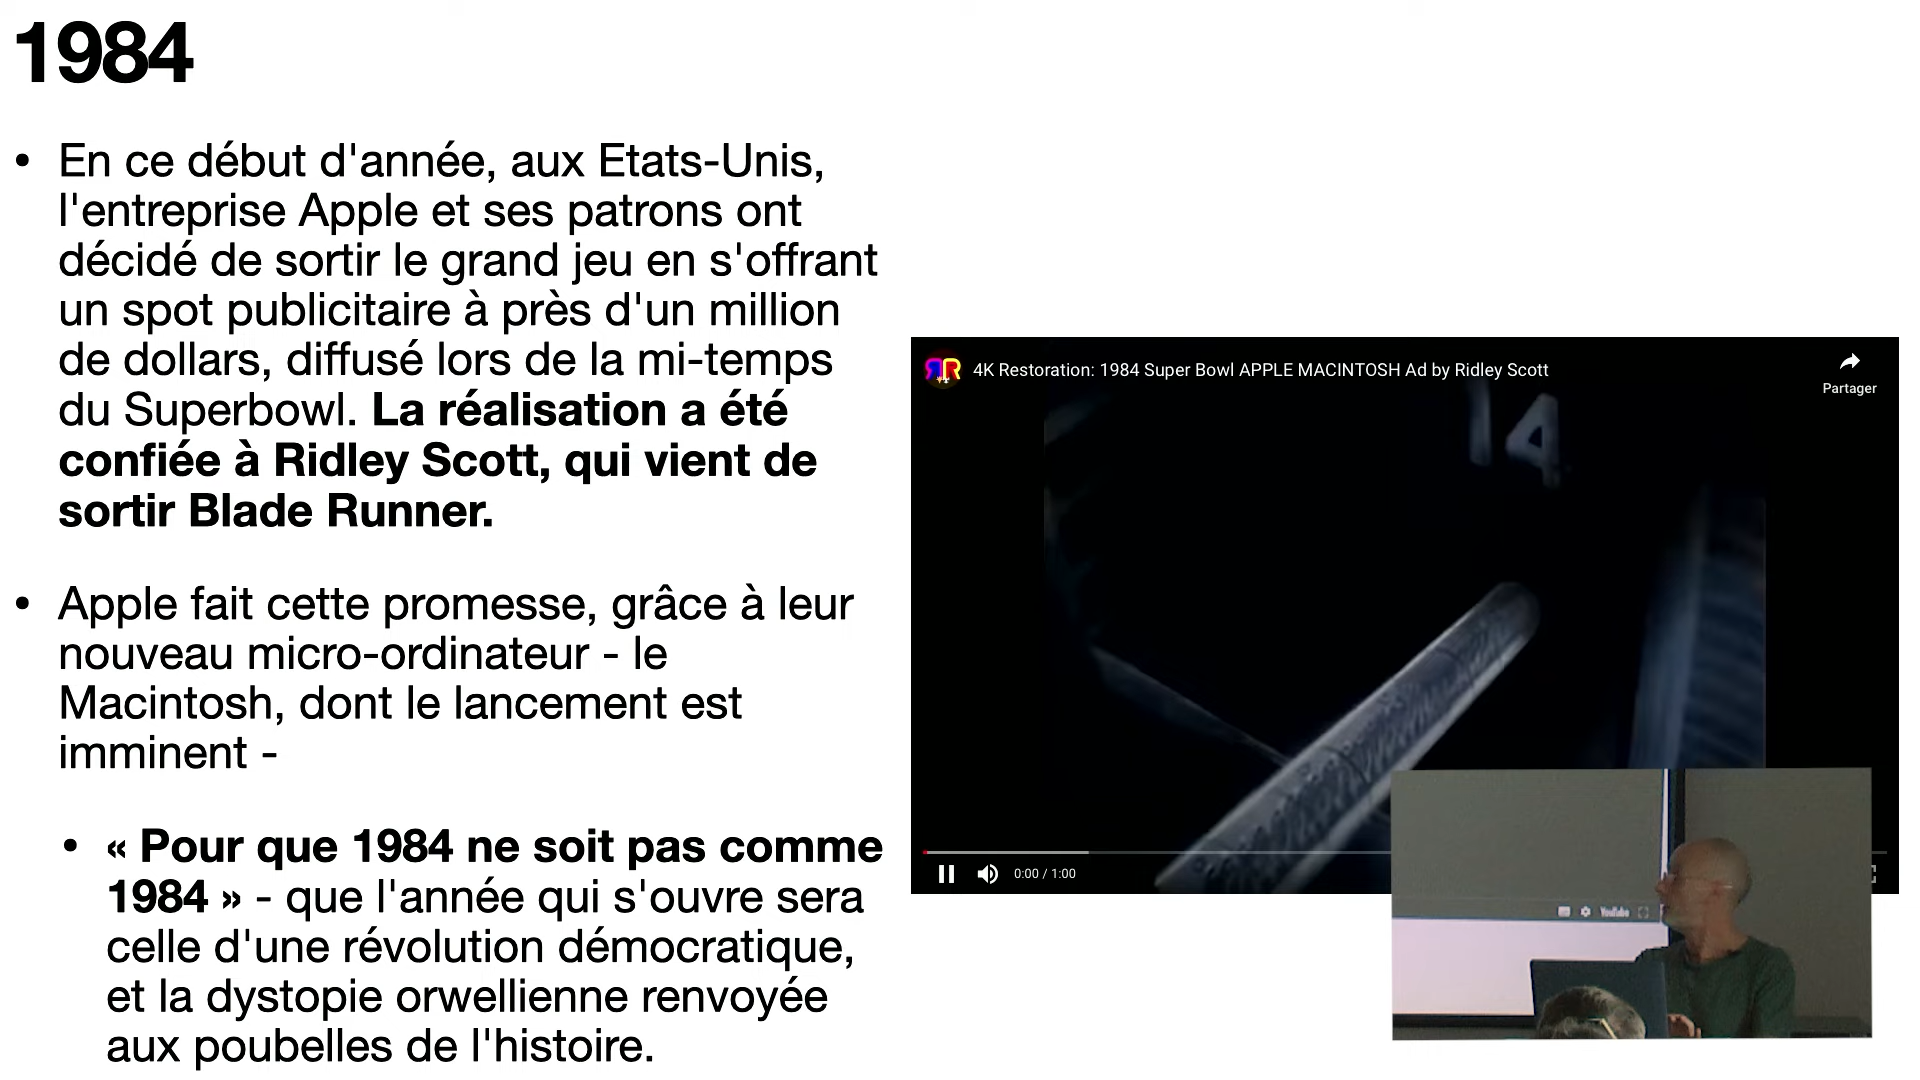 1984
• En ce début d'année, aux Etats-Unis,
l'entreprise Apple et ses patrons ont
décidé de sortir le grand jeu en s'offrant
un spot publicitaire à près d'un million
de dollars, diffusé lors de la mi-temps
du Superbowl. La réalisation a été
confiée à Ridley Scott, qui vient de
sortir Blade Runner.
• Apple fait cette promesse, grâce à leur
nouveau micro-ordinateur - le
Macintosh, dont le lancement est
imminent -
• « Pour que 1984 ne soit pas comme
1984 » - que l'année qui s'ouvre sera
celle d'une révolution démocratique,
et la dystopie orwellienne renvoyée
aux poubelles de l'histoire.
4K Restoration: 1984 Super Bowl APPLE MACINTOSH Ad by Ridley Scott
Partager
14
0:00 / 1:00
YouTube